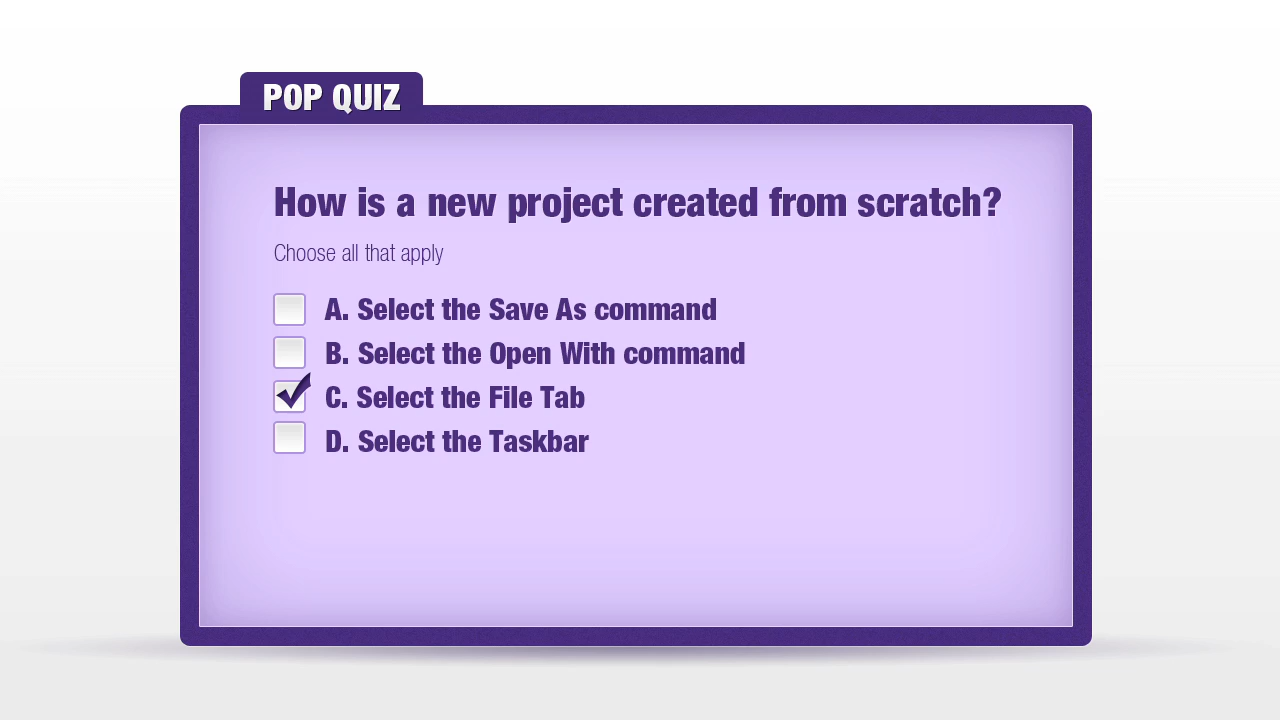 POP QUIZ
How is a new project created from scratch?
Choose all that apply
A. Select the Save As command
B. Select the Open With command
C. Select the File Tab
D. Select the Taskbar